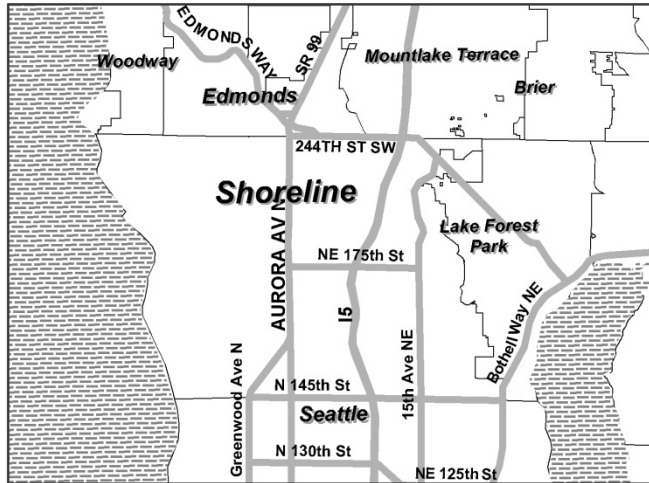 EDMONDS WAY
SR 99
Woodway
Mountlake Terrace
Edmonds
Brier
244TH ST SW
Shoreline
AURORA AV N
Lake Forest
Park
NE 175th St
I5
15th Ave NE
Bothell Way NE
Greenwood Ave N
N 145th St
Seattle
N 130th St
NE 125th St